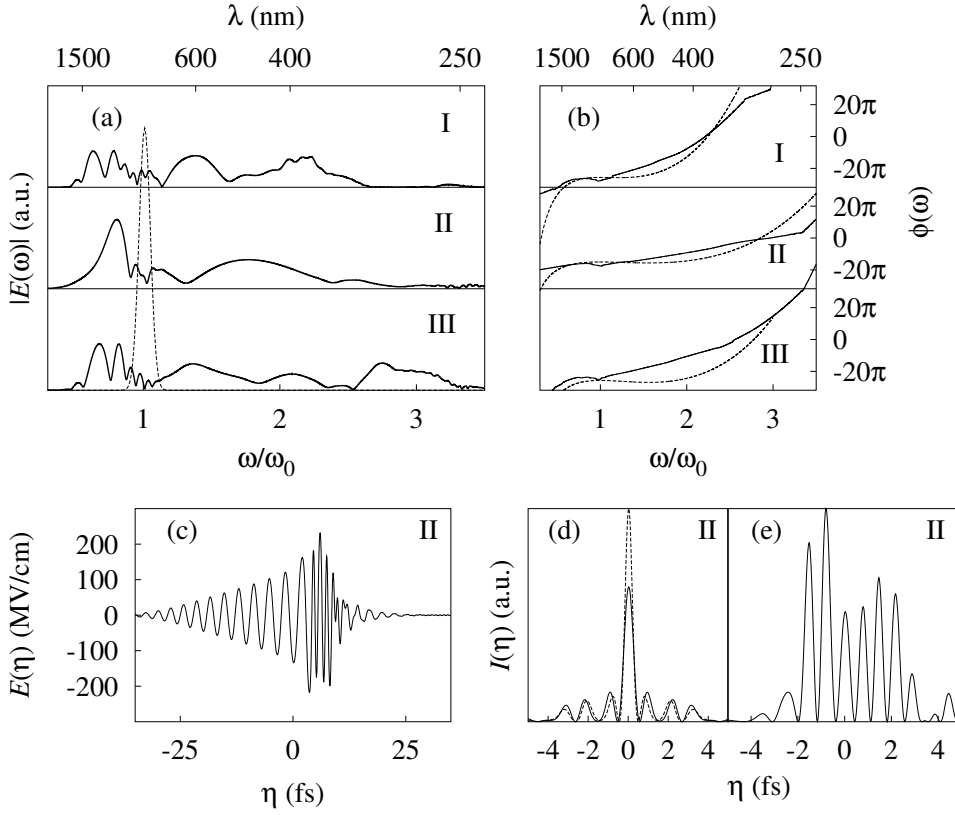 λ (nm) λ (nm)
1500 600 400 250 1500 600 400 250
(a) I (b) I 20π 0 -20π
II II 20π 0 -20π
III III 20π 0 -20π
|E(ω)| (a.u.) ϕ(ω)
1 2 3 1 2 3
ω/ω0 ω/ω0
(c) II (d) II (e) II
E(η) (MV/cm) 200 100 0 -100 -200
I(η) (a.u.)
-25 0 25 -4 -2 0 2 4 -4 -2 0 2 4
η (fs) η (fs)